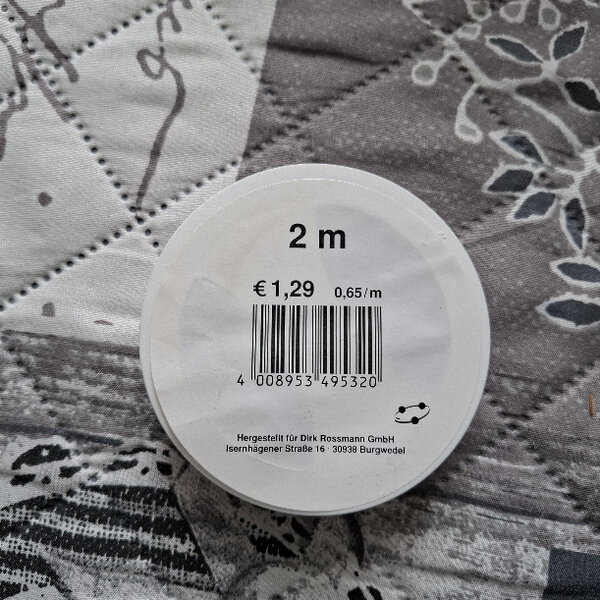 2 m
€ 1,29 0,65/m
4 008953 495320
Hergestellt für Dirk Rossmann GmbH
Isernhägener Straße 16 · 30938 Burgwedel